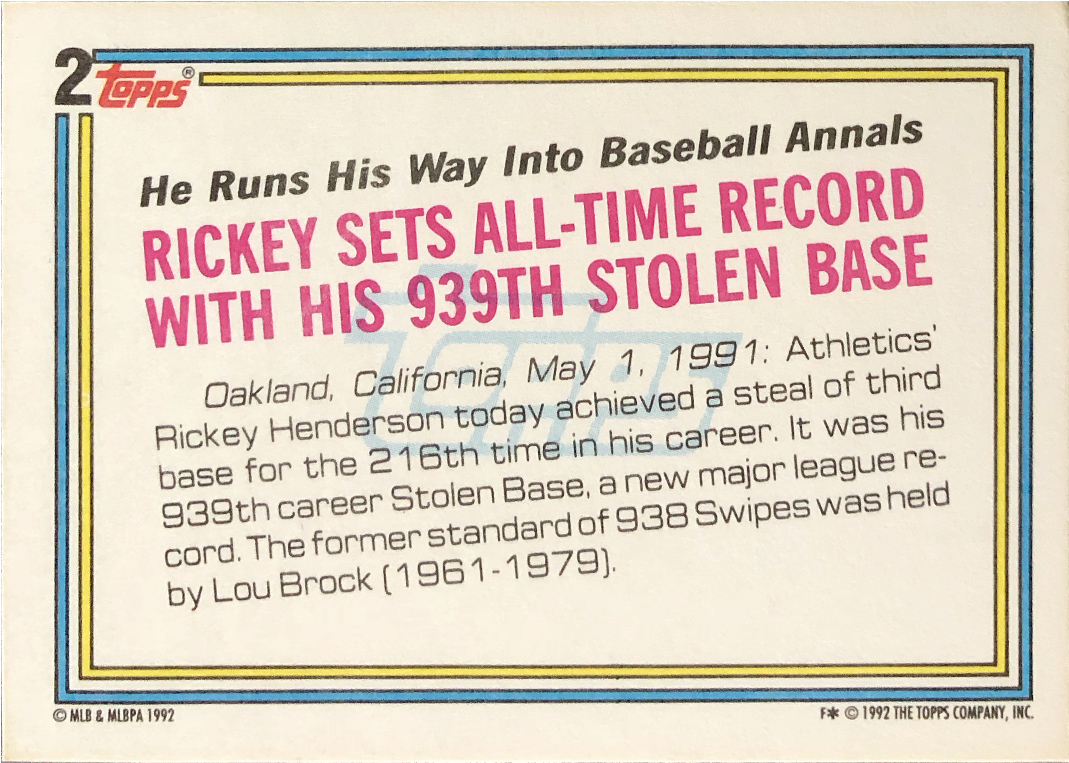 2 Topps®
He Runs His Way Into Baseball Annals
RICKEY SETS ALL-TIME RECORD
WITH HIS 939TH STOLEN BASE
Topps
Oakland, California, May 1, 1991: Athletics'
Rickey Henderson today achieved a steal of third
base for the 216th time in his career. It was his
939th career Stolen Base, a new major league re-
cord. The former standard of 938 Swipes was held
by Lou Brock (1961-1979).
© MLB & MLBPA 1992
F✱ © 1992 THE TOPPS COMPANY, INC.